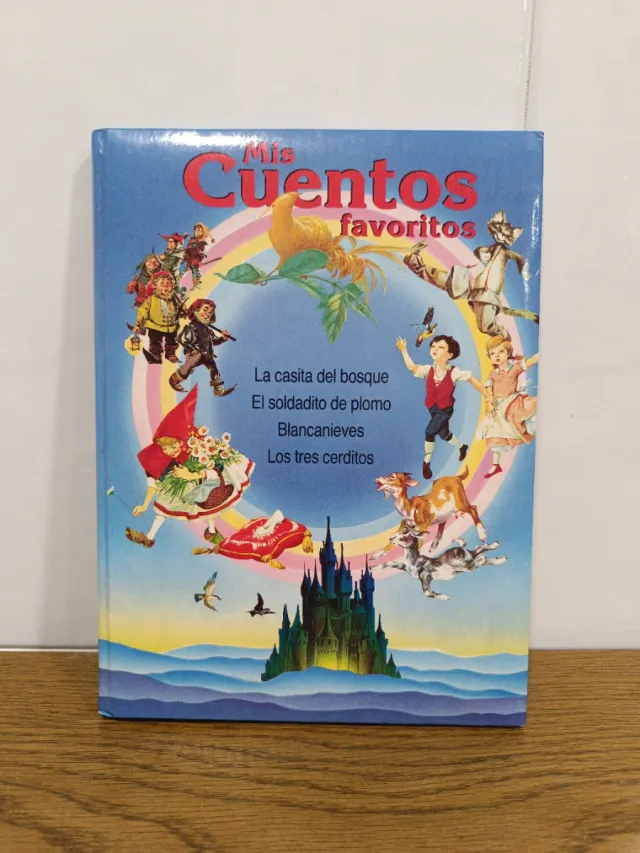 Mis
Cuentos
favoritos
La casita del bosque
El soldadito de plomo
Blancanieves
Los tres cerditos